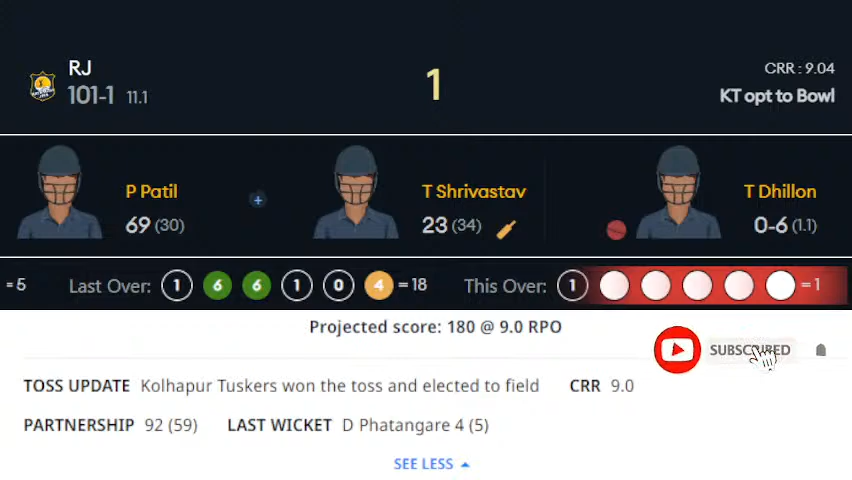 RJ
101-1 11.1
1
CRR : 9.04
KT opt to Bowl
P Patil
69 (30)
+
T Shrivastav
23 (34)
T Dhillon
0-6 (1.1)
= 5 Last Over: 1 6 6 1 0 4 = 18 This Over: 1 = 1
Projected score: 180 @ 9.0 RPO
SUBSCRIBED
TOSS UPDATE Kolhapur Tuskers won the toss and elected to field CRR 9.0
PARTNERSHIP 92 (59) LAST WICKET D Phatangare 4 (5)
SEE LESS